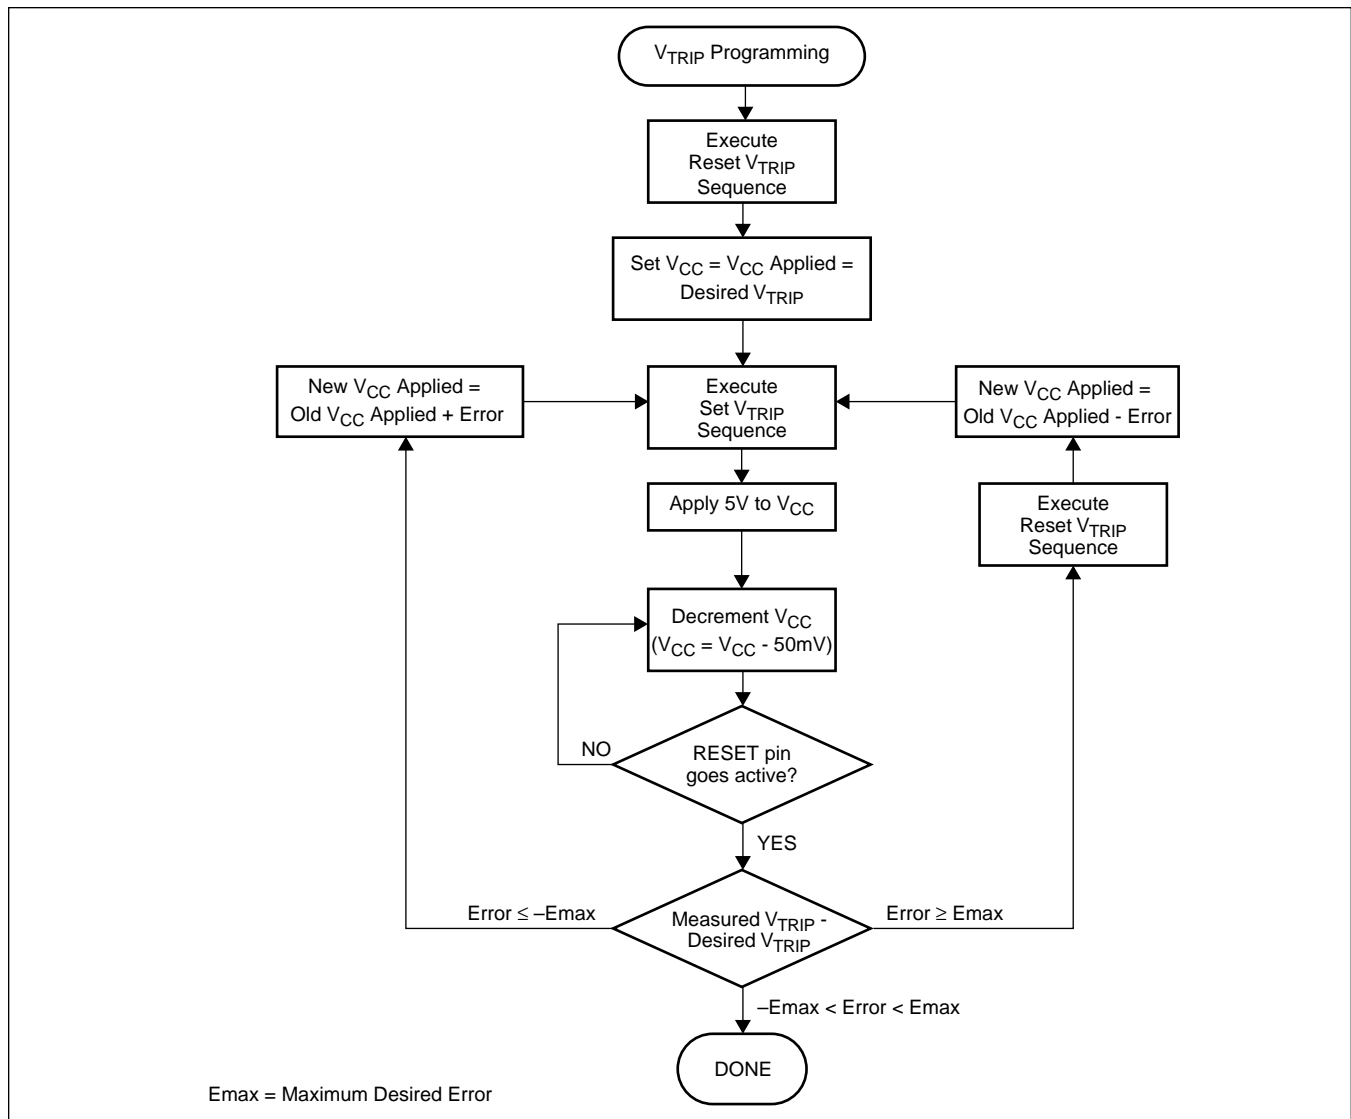 VTRIP Programming
Execute
Reset VTRIP
Sequence
Set VCC = VCC Applied =
Desired VTRIP
New VCC Applied =
Old VCC Applied + Error
Execute
Set VTRIP
Sequence
New VCC Applied =
Old VCC Applied - Error
Apply 5V to VCC
Execute
Reset VTRIP
Sequence
Decrement VCC
(VCC = VCC - 50mV)
NO
RESET pin
goes active?
YES
Error ≤ –Emax
Measured VTRIP -
Desired VTRIP
Error ≥ Emax
–Emax < Error < Emax
DONE
Emax = Maximum Desired Error